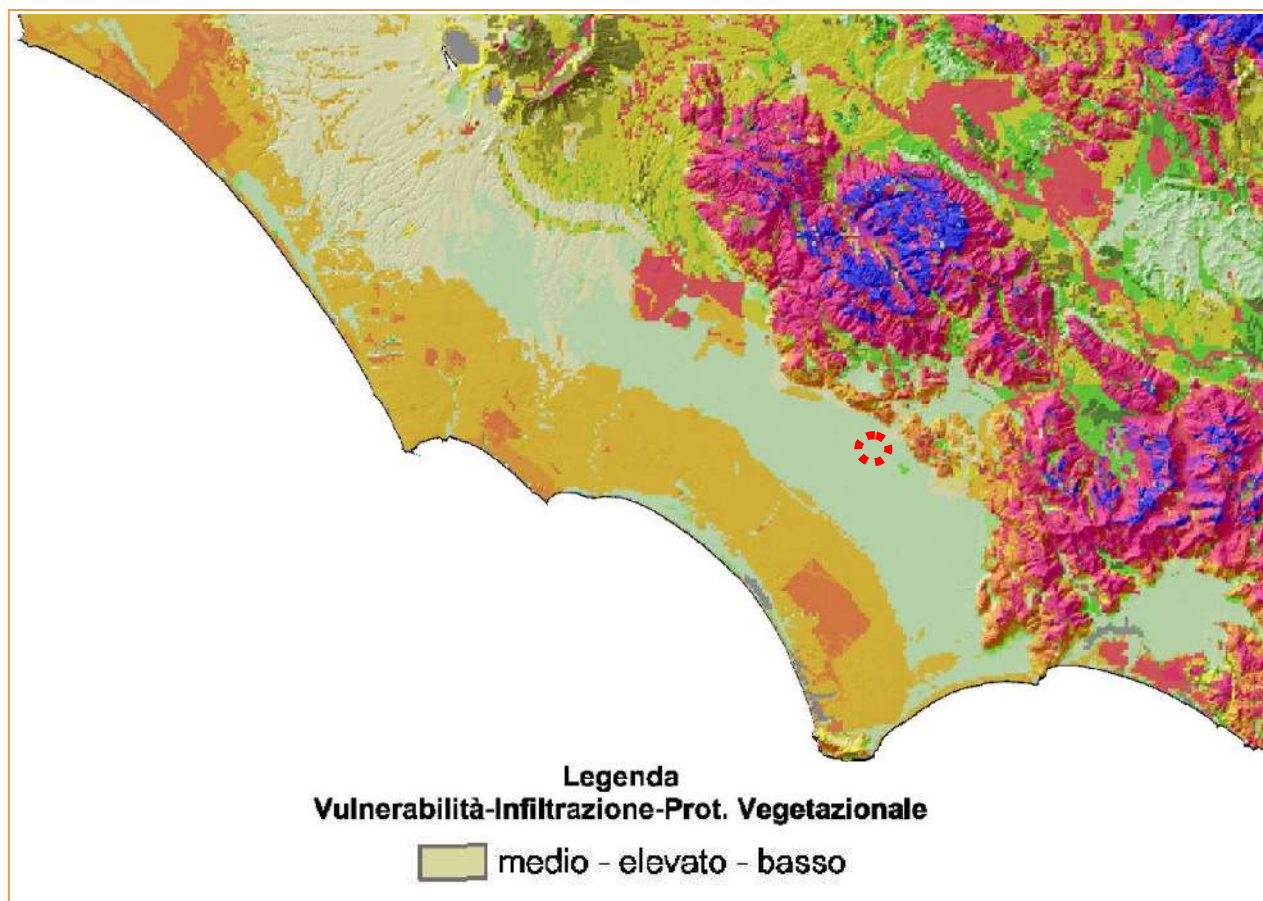 Legenda
Vulnerabilità-Infiltrazione-Prot. Vegetazionale
medio - elevato - basso